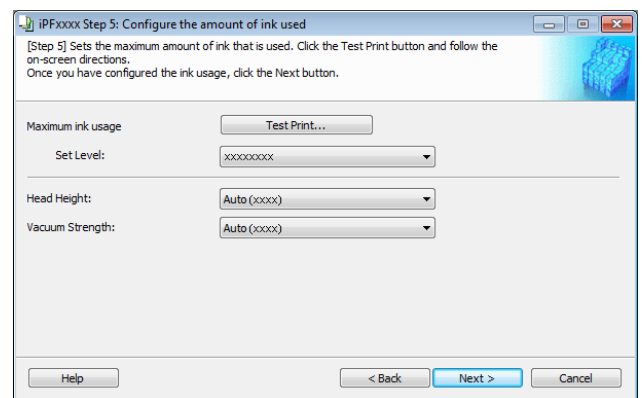 iPFxxxx Step 5: Configure the amount of ink used
[Step 5] Sets the maximum amount of ink that is used. Click the Test Print button and follow the
on-screen directions.
Once you have configured the ink usage, click the Next button.
Maximum ink usage Test Print...
Set Level: xxxxxxxx
Head Height: Auto (xxxx)
Vacuum Strength: Auto (xxxx)
Help < Back Next > Cancel